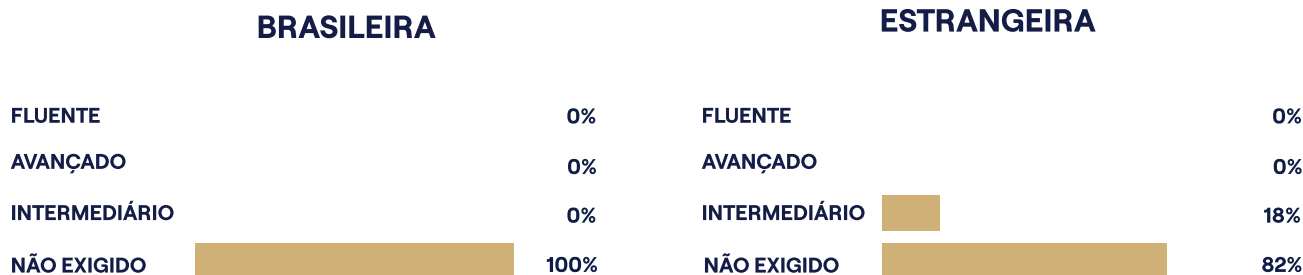 BRASILEIRA
FLUENTE 0%
AVANÇADO 0%
INTERMEDIÁRIO 0%
NÃO EXIGIDO 100%
ESTRANGEIRA
FLUENTE 0%
AVANÇADO 0%
INTERMEDIÁRIO 18%
NÃO EXIGIDO 82%